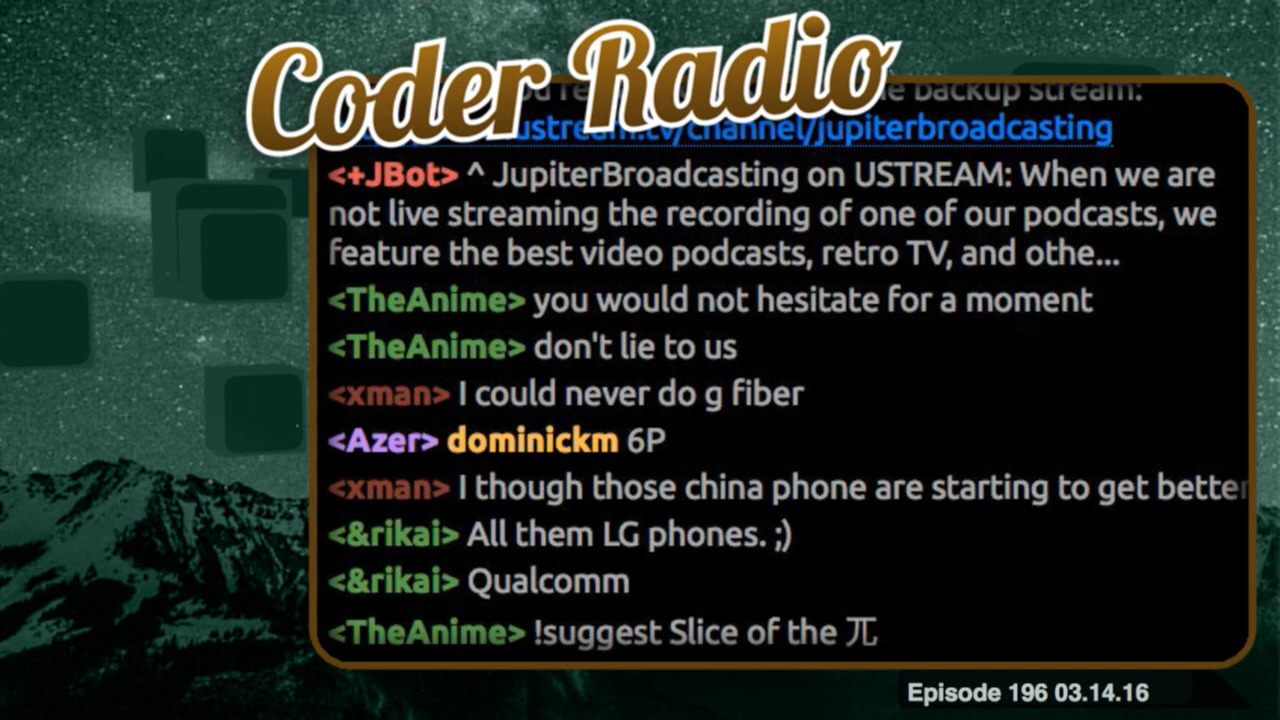 Coder Radio
backup stream:
ustream.tv/channel/jupiterbroadcasting
<+JBot> ^ JupiterBroadcasting on USTREAM: When we are
not live streaming the recording of one of our podcasts, we
feature the best video podcasts, retro TV, and othe...
<TheAnime> you would not hesitate for a moment
<TheAnime> don't lie to us
<xman> I could never do g fiber
<Azer> dominickm 6P
<xman> I though those china phone are starting to get better
<&rikai> All them LG phones. ;)
<&rikai> Qualcomm
<TheAnime> !suggest Slice of the 兀
Episode 196 03.14.16